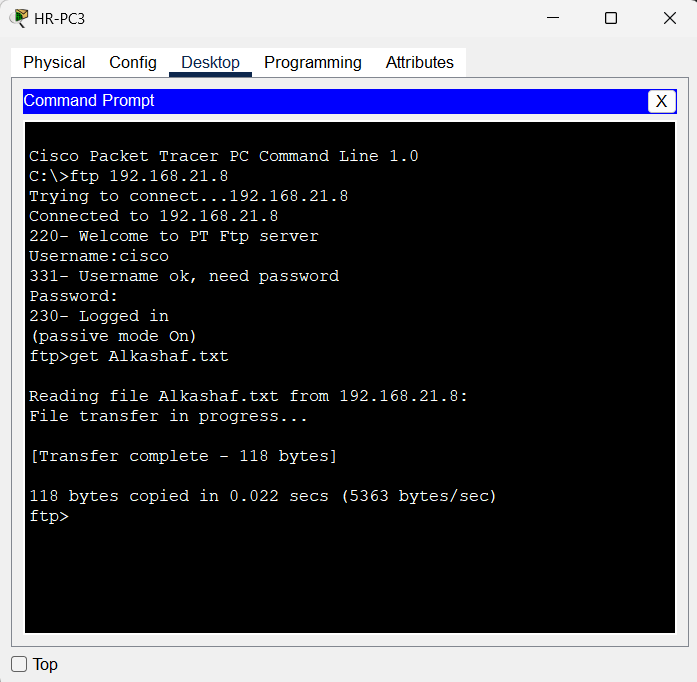 HR-PC3
Physical Config Desktop Programming Attributes
Command Prompt X
Cisco Packet Tracer PC Command Line 1.0
C:\>ftp 192.168.21.8
Trying to connect...192.168.21.8
Connected to 192.168.21.8
220- Welcome to PT Ftp server
Username:cisco
331- Username ok, need password
Password:
230- Logged in
(passive mode On)
ftp>get Alkashaf.txt
Reading file Alkashaf.txt from 192.168.21.8:
File transfer in progress...
[Transfer complete - 118 bytes]
118 bytes copied in 0.022 secs (5363 bytes/sec)
ftp>
Top